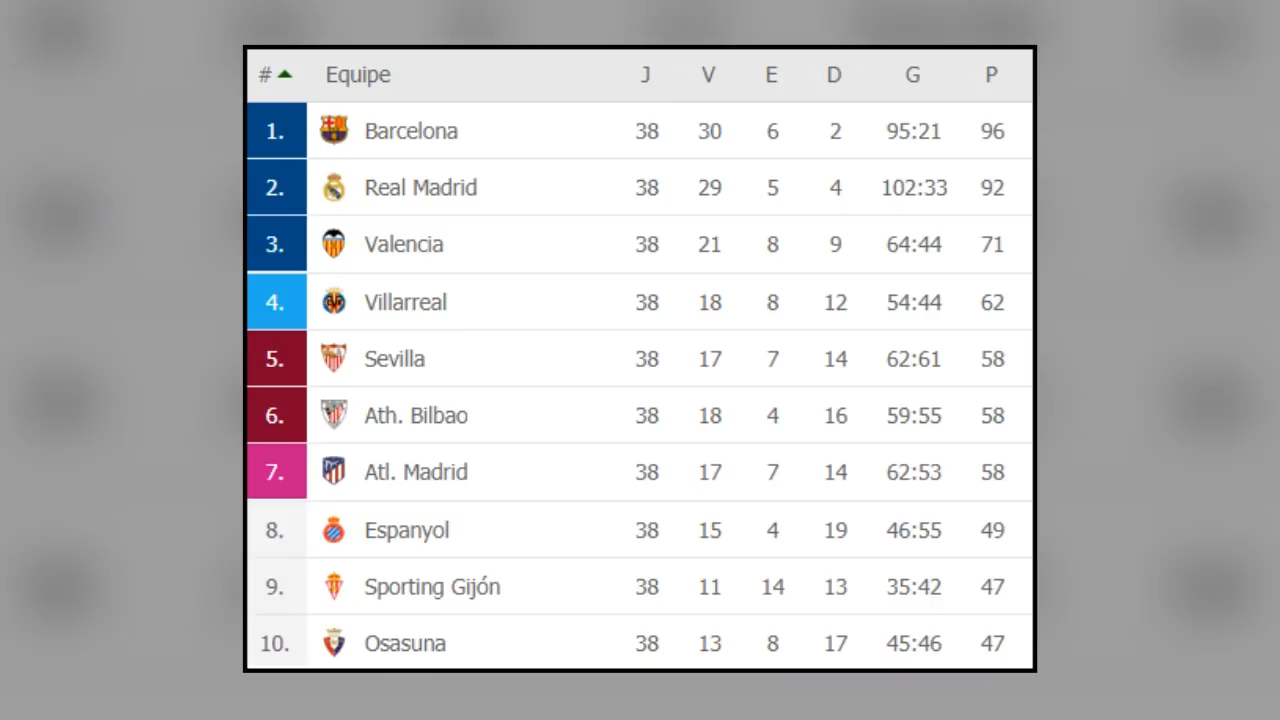 # Equipe J V E D G P
1. Barcelona 38 30 6 2 95:21 96
2. Real Madrid 38 29 5 4 102:33 92
3. Valencia 38 21 8 9 64:44 71
4. Villarreal 38 18 8 12 54:44 62
5. Sevilla 38 17 7 14 62:61 58
6. Ath. Bilbao 38 18 4 16 59:55 58
7. Atl. Madrid 38 17 7 14 62:53 58
8. Espanyol 38 15 4 19 46:55 49
9. Sporting Gijón 38 11 14 13 35:42 47
10. Osasuna 38 13 8 17 45:46 47